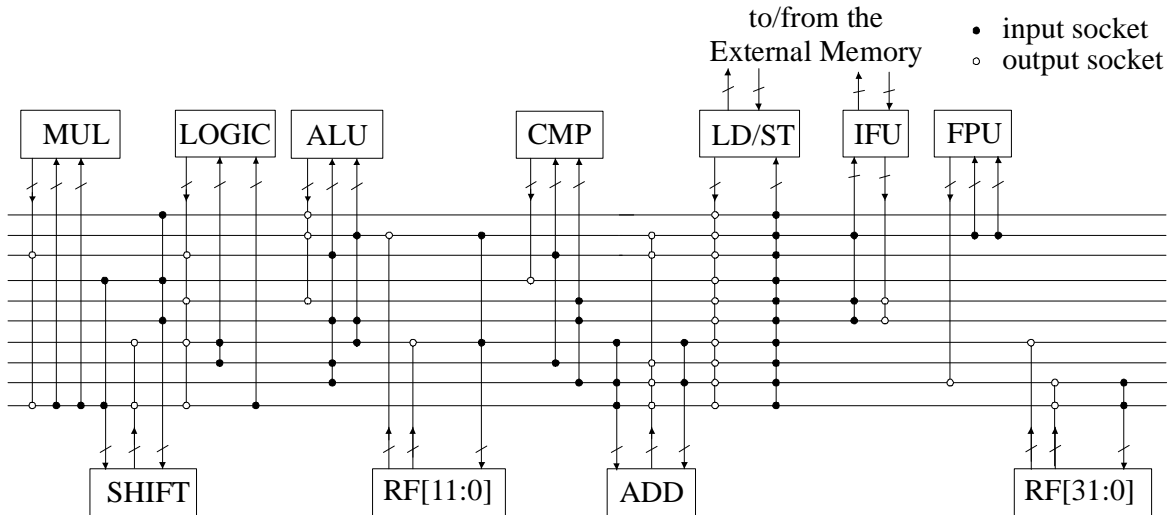 to/from the
External Memory
input socket
output socket
MUL
LOGIC
ALU
CMP
LD/ST
IFU
FPU
SHIFT
RF[11:0]
ADD
RF[31:0]